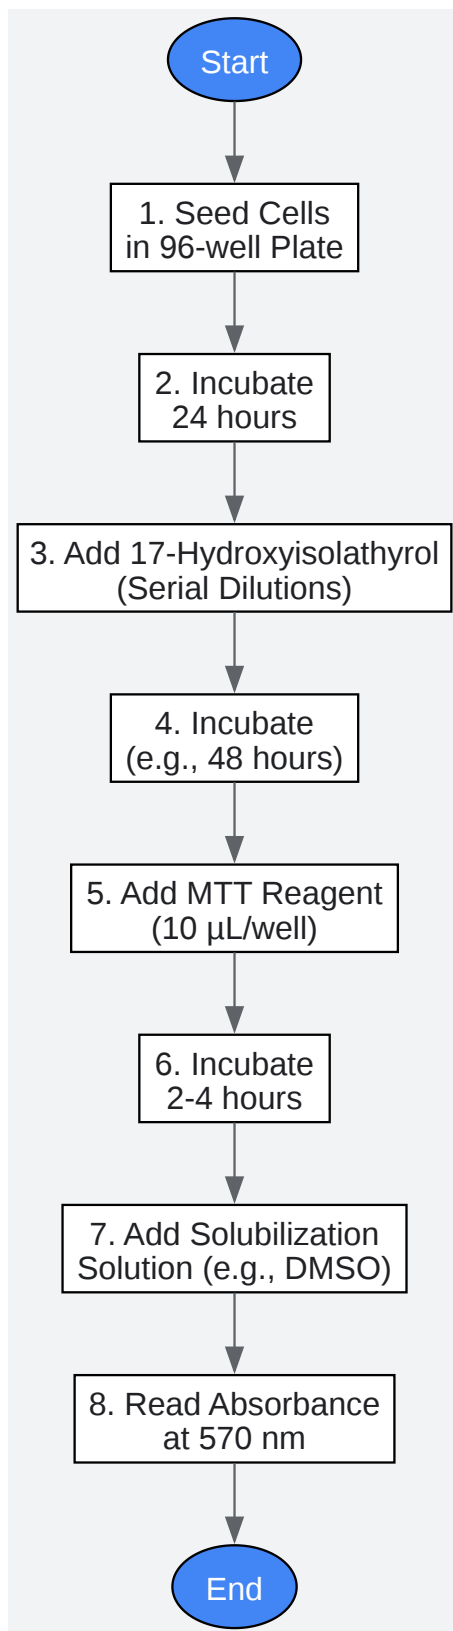 Start
1. Seed Cells
in 96-well Plate
2. Incubate
24 hours
3. Add 17-Hydroxyisolathyrol
(Serial Dilutions)
4. Incubate
(e.g., 48 hours)
5. Add MTT Reagent
(10 µL/well)
6. Incubate
2-4 hours
7. Add Solubilization
Solution (e.g., DMSO)
8. Read Absorbance
at 570 nm
End